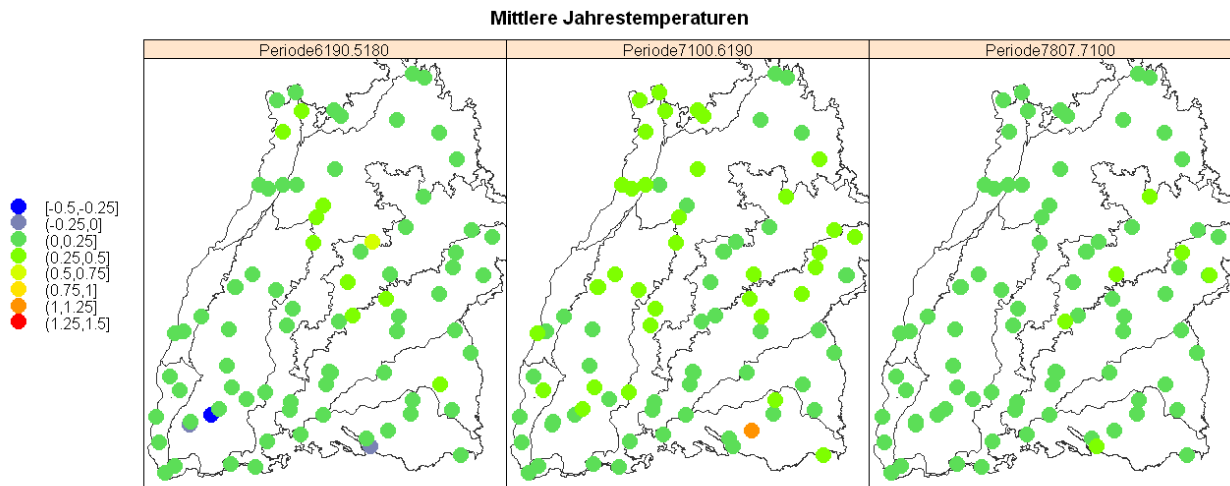 Mittlere Jahrestemperaturen
Periode6190.5180
Periode7100.6190
Periode7807.7100
[-0.5,-0.25]
(-0.25,0]
(0,0.25]
(0.25,0.5]
(0.5,0.75]
(0.75,1]
(1,1.25]
(1.25,1.5]